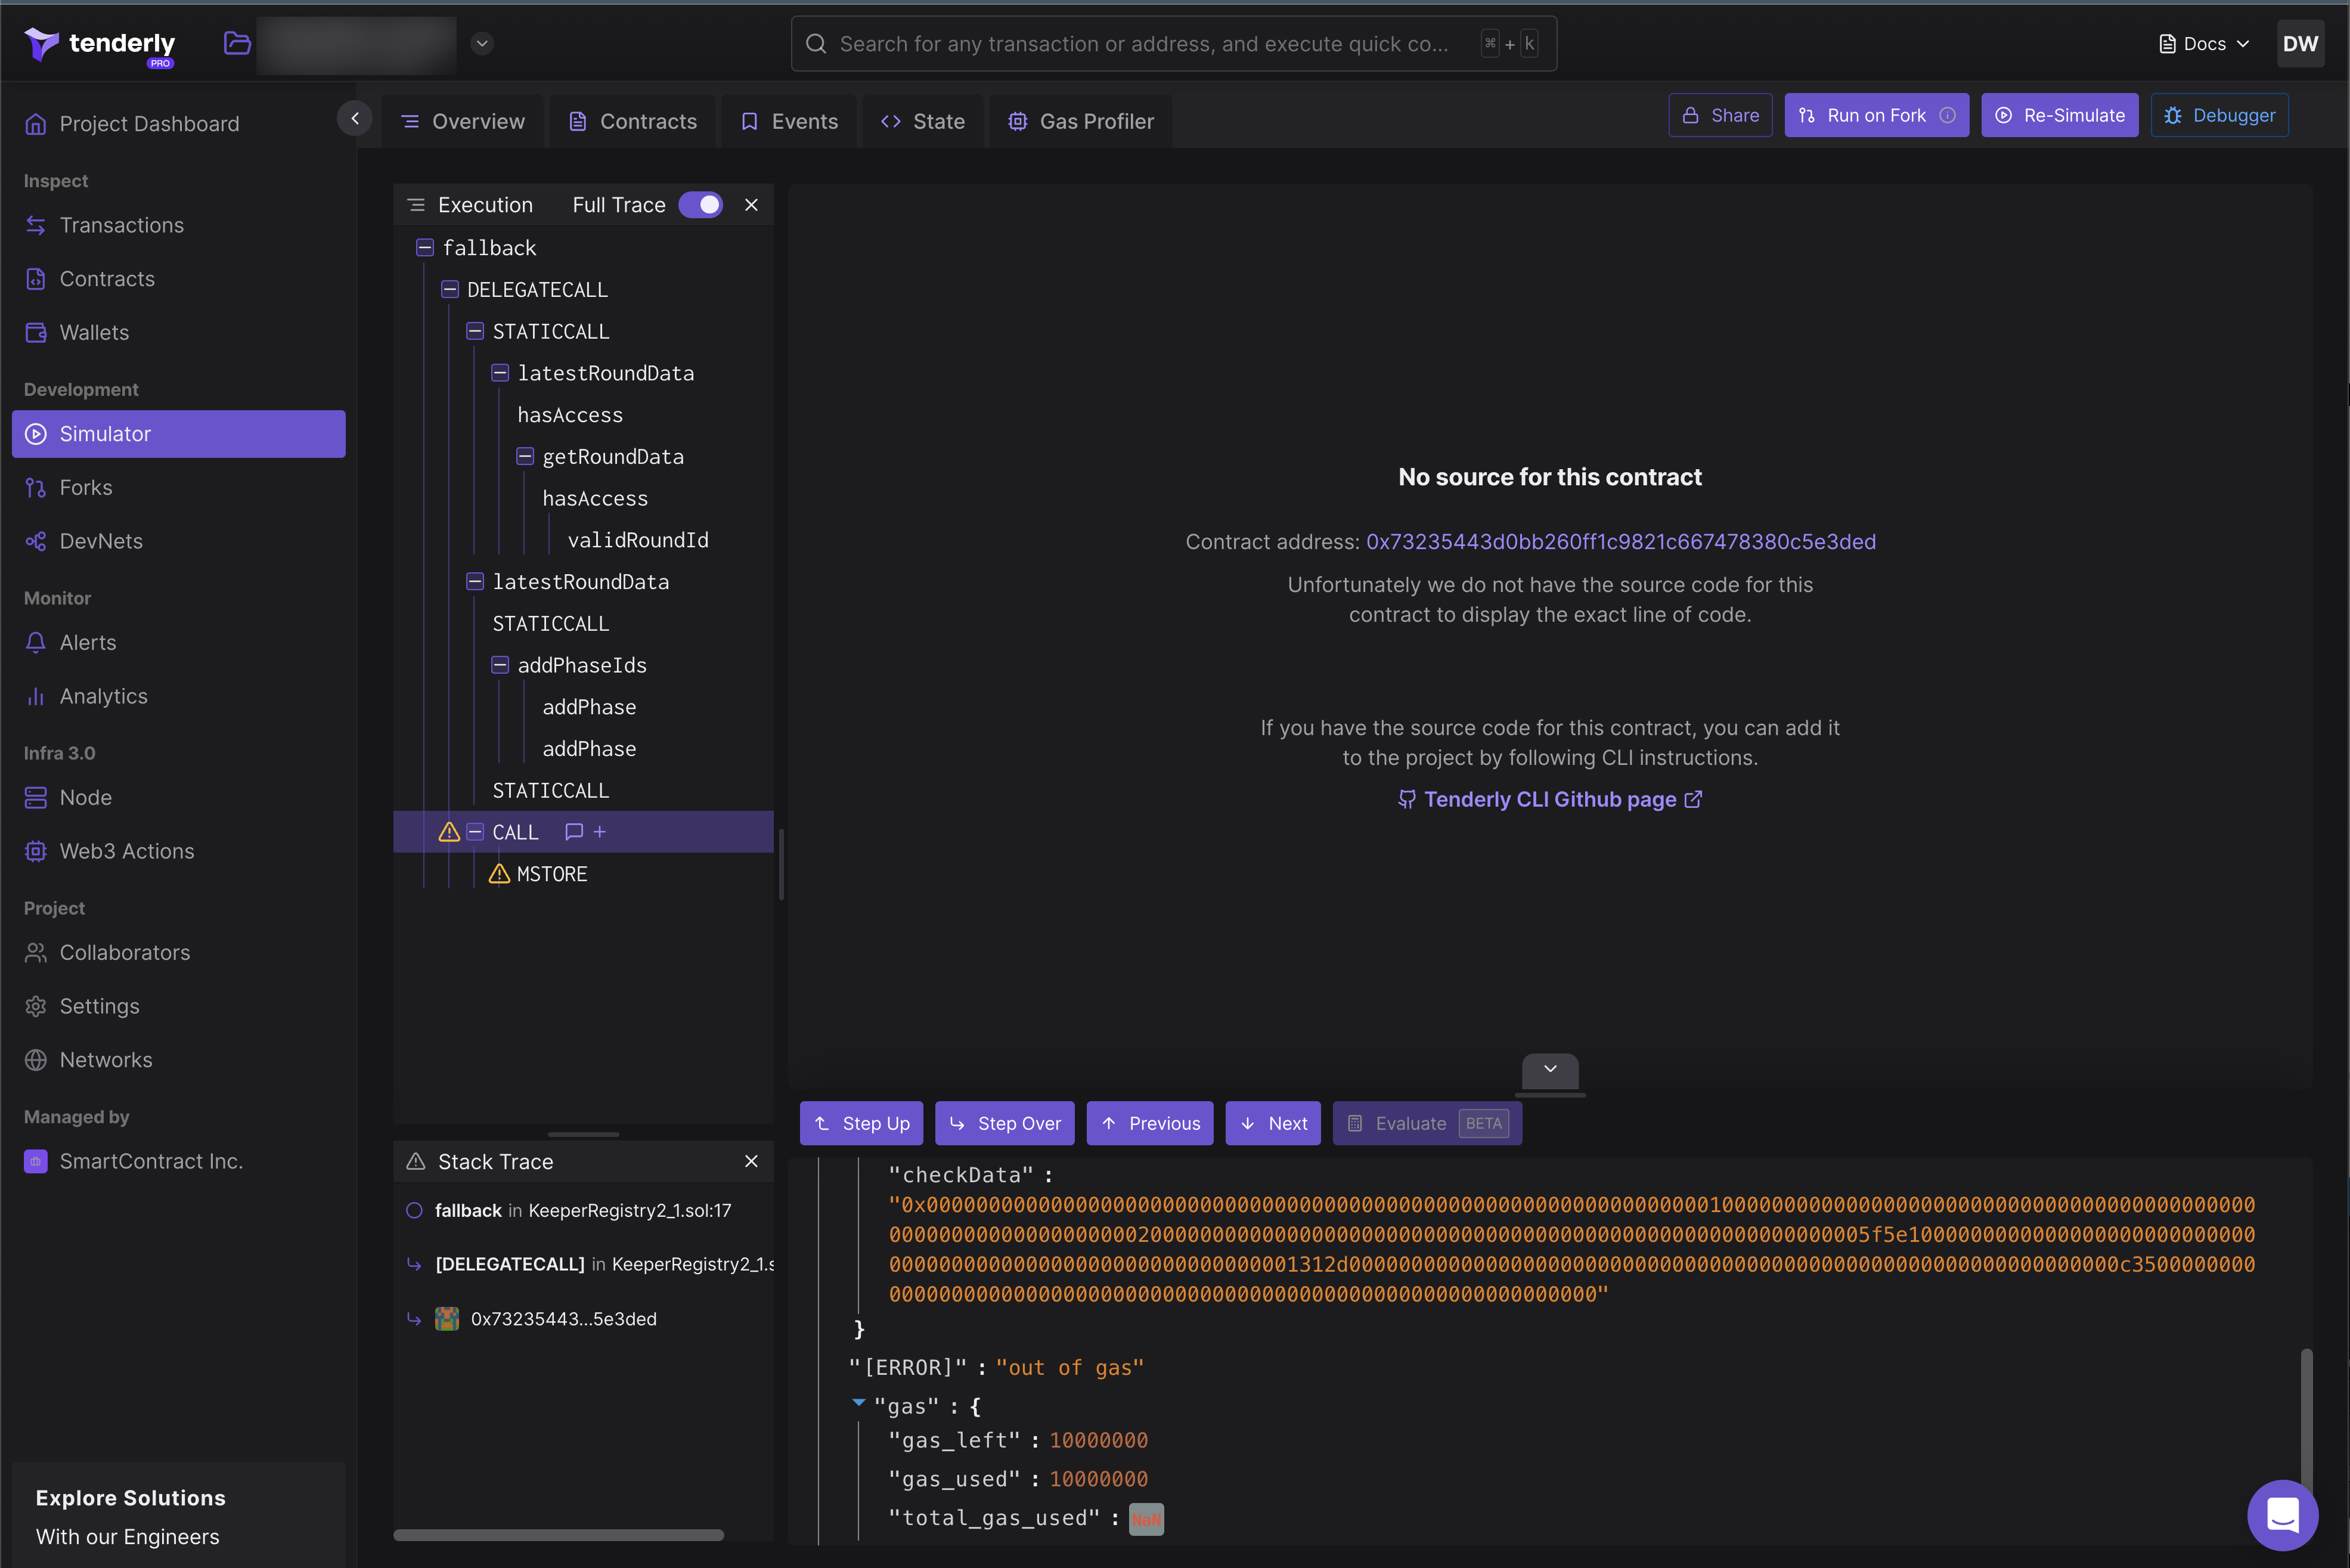 tenderly
PRO
Search for any transaction or address, and execute quick co...
⌘ + k
Docs
DW
Project Dashboard
Overview
Contracts
Events
State
Gas Profiler
Share
Run on Fork
Re-Simulate
Debugger
Inspect
Transactions
Contracts
Wallets
Development
Simulator
Forks
DevNets
Monitor
Alerts
Analytics
Infra 3.0
Node
Web3 Actions
Project
Collaborators
Settings
Networks
Managed by
SmartContract Inc.
Explore Solutions
With our Engineers
Execution
Full Trace
fallback
DELEGATECALL
STATICCALL
latestRoundData
hasAccess
getRoundData
hasAccess
validRoundId
latestRoundData
STATICCALL
addPhaseIds
addPhase
addPhase
STATICCALL
CALL
MSTORE
No source for this contract
Contract address: 0x73235443d0bb260ff1c9821c667478380c5e3ded
Unfortunately we do not have the source code for this
contract to display the exact line of code.
If you have the source code for this contract, you can add it
to the project by following CLI instructions.
Tenderly CLI Github page
Step Up
Step Over
Previous
Next
Evaluate BETA
Stack Trace
fallback in KeeperRegistry2_1.sol:17
[DELEGATECALL] in KeeperRegistry2_1.s
0x73235443...5e3ded
"checkData" :
"0x00000000000000000000000000000000000000000000000000000000000000010000000000000000000000000000000000000000000
0000000000000000000020000000000000000000000000000000000000000000000000000000005f5e1000000000000000000000000000
000000000000000000000000000000001312d0000000000000000000000000000000000000000000000000000000000000c35000000000
000000000000000000000000000000000000000000000000000000000"
}
"[ERROR]" : "out of gas"
"gas" : {
"gas_left" : 10000000
"gas_used" : 10000000
"total_gas_used" : NaN